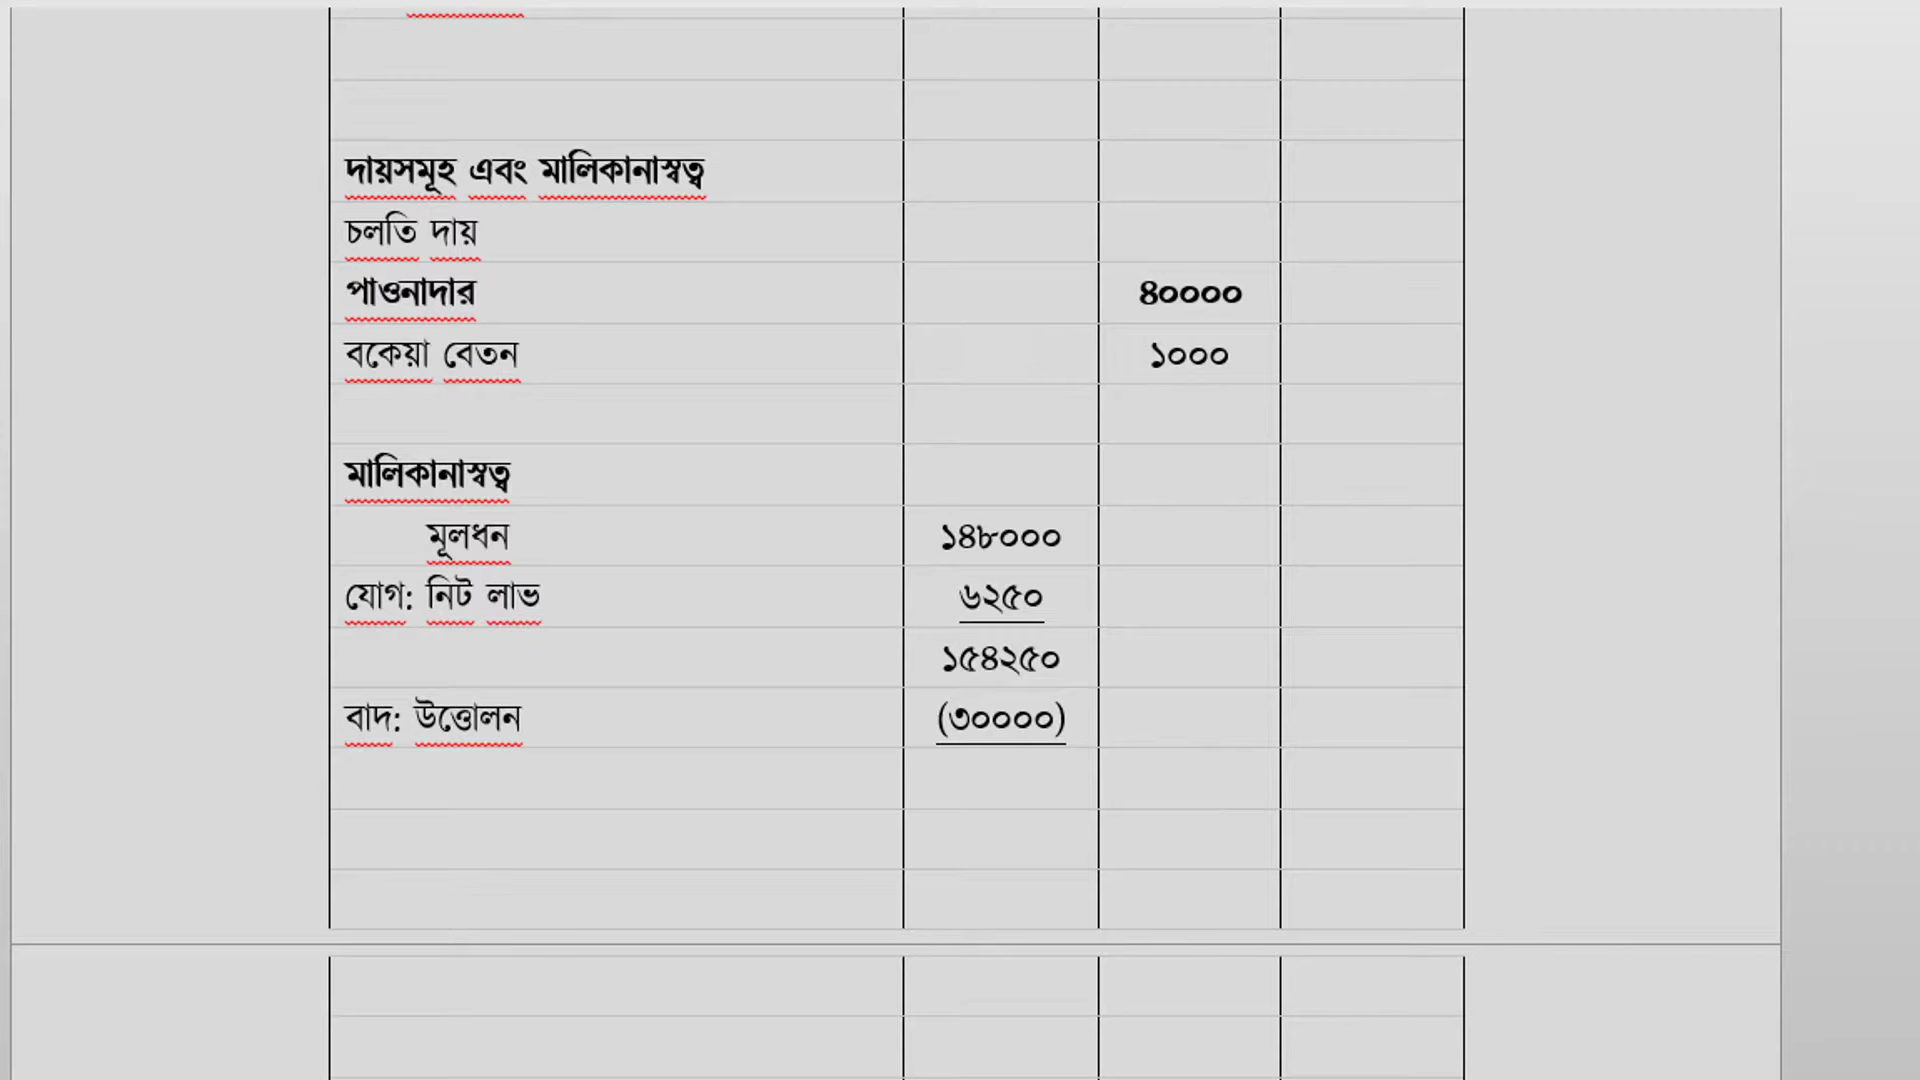 দায়সমূহ এবং মালিকানাস্বত্ব
চলতি দায়
পাওনাদার ৪০০০০
বকেয়া বেতন ১০০০
মালিকানাস্বত্ব
মূলধন ১৪৮০০০
যোগ: নিট লাভ ৬২৫০
১৫৪২৫০
বাদ: উত্তোলন (৩০০০০)